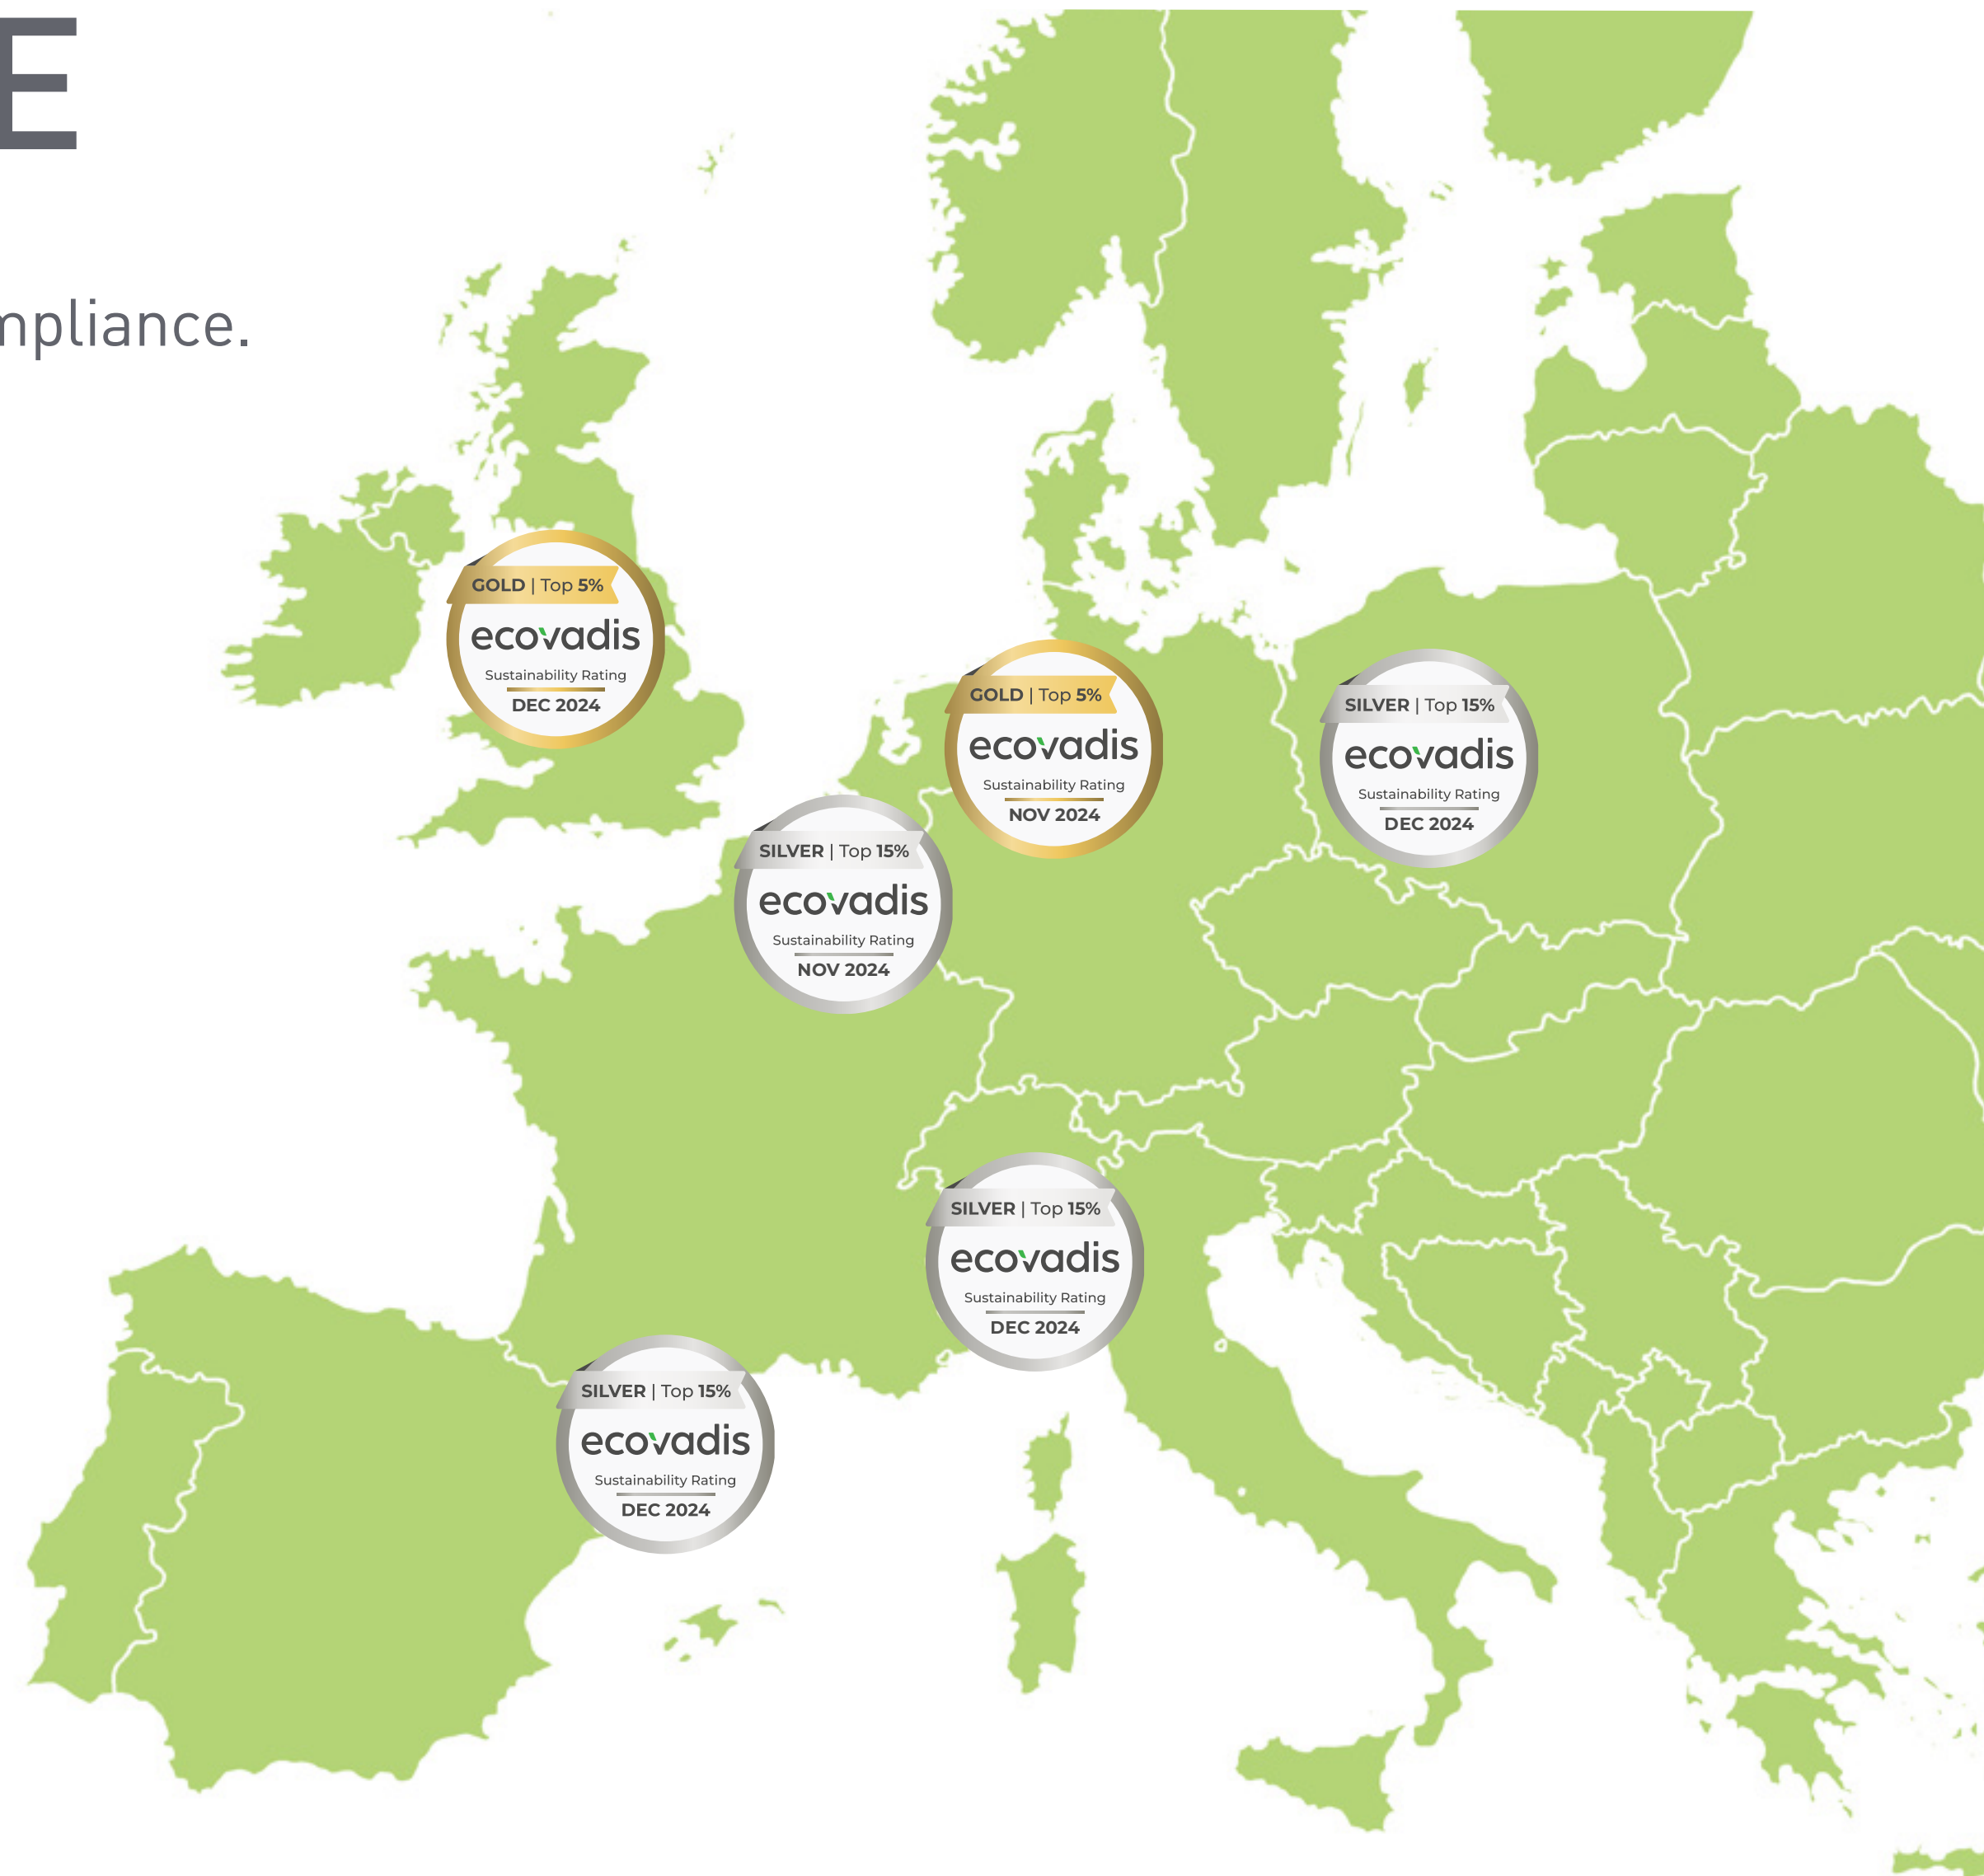 E
mpliance.
GOLD | Top 5%
ecovadis
Sustainability Rating
DEC 2024
GOLD | Top 5%
ecovadis
Sustainability Rating
NOV 2024
SILVER | Top 15%
ecovadis
Sustainability Rating
DEC 2024
SILVER | Top 15%
ecovadis
Sustainability Rating
NOV 2024
SILVER | Top 15%
ecovadis
Sustainability Rating
DEC 2024
SILVER | Top 15%
ecovadis
Sustainability Rating
DEC 2024